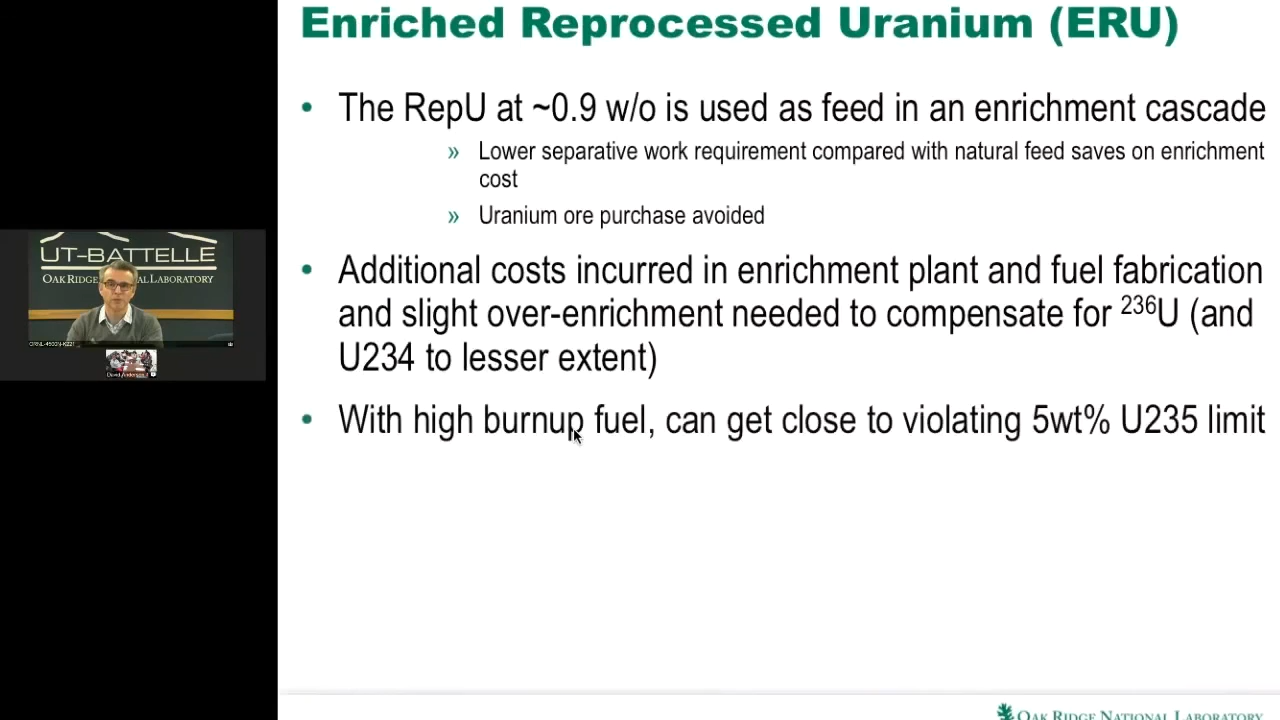 Enriched Reprocessed Uranium (ERU)
• The RepU at ~0.9 w/o is used as feed in an enrichment cascade
» Lower separative work requirement compared with natural feed saves on enrichment
cost
» Uranium ore purchase avoided
• Additional costs incurred in enrichment plant and fuel fabrication
and slight over-enrichment needed to compensate for ²³⁶U (and
U234 to lesser extent)
• With high burnup fuel, can get close to violating 5wt% U235 limit
UT-BATTELLE
OAK RIDGE NATIONAL LABORATORY
OAK RIDGE NATIONAL LABORATORY